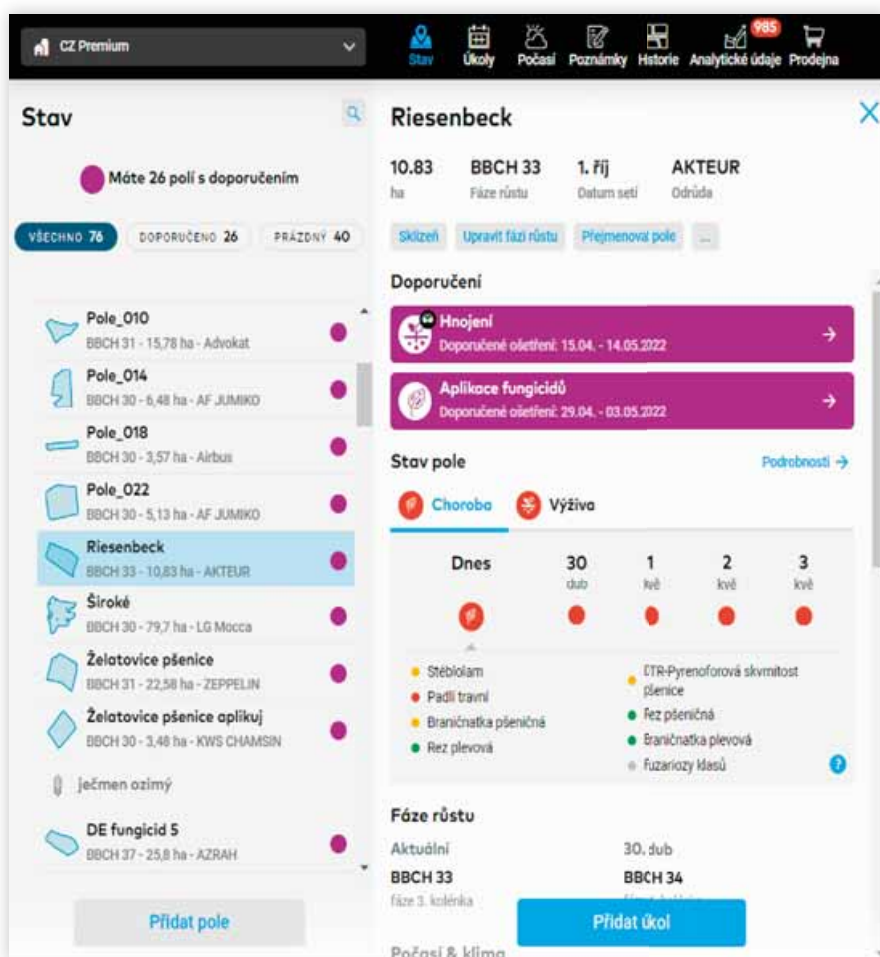 CZ Premium
Stav
Úkoly
Počasí
Poznámky
Historie
Analytické údaje
985
Prodejna
Stav
Máte 26 polí s doporučením
VŠECHNO 76
DOPORUČENO 26
PRÁZDNÝ 40
Pole_010
BBCH 31 - 15,78 ha - Advokat
Pole_014
BBCH 30 - 6,48 ha - AF JUMIKO
Pole_018
BBCH 30 - 3,57 ha - Airbus
Pole_022
BBCH 30 - 5,13 ha - AF JUMIKO
Riesenbeck
BBCH 33 - 10,83 ha - AKTEUR
Široké
BBCH 30 - 79,7 ha - LG Mocca
Želatovice pšenice
BBCH 31 - 22,58 ha - ZEPPELIN
Želatovice pšenice aplikuj
BBCH 30 - 3,48 ha - KWS CHAMSIN
ječmen ozimý
DE fungicid 5
BBCH 37 - 25,8 ha - AZRAH
Přidat pole
Riesenbeck
10.83
ha
BBCH 33
Fáze růstu
1. říj
Datum setí
AKTEUR
Odrůda
Sklizeň
Upravit fázi růstu
Přejmenovat pole
...
Doporučení
Hnojení
Doporučené ošetření: 15.04. - 14.05.2022
Aplikace fungicidů
Doporučené ošetření: 29.04. - 03.05.2022
Stav pole
Podrobnosti →
Choroba
Výživa
Dnes
30
dub
1
kvě
2
kvě
3
kvě
Stéblolam
Padlí travní
Braničnatka pšeničná
Rez plevová
DTR-Pyrenoforová skvrnitost
pšenice
Rez pšeničná
Braničnatka plevová
Fuzariozy klasů
?
Fáze růstu
Aktuální
BBCH 33
fáze 3. kolénka
30. dub
BBCH 34
Přidat úkol
Počasí & klima